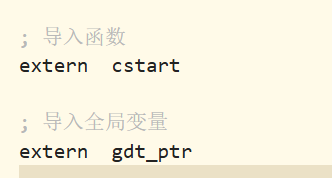 ; 导入函数
extern  cstart
; 导入全局变量
extern  gdt_ptr